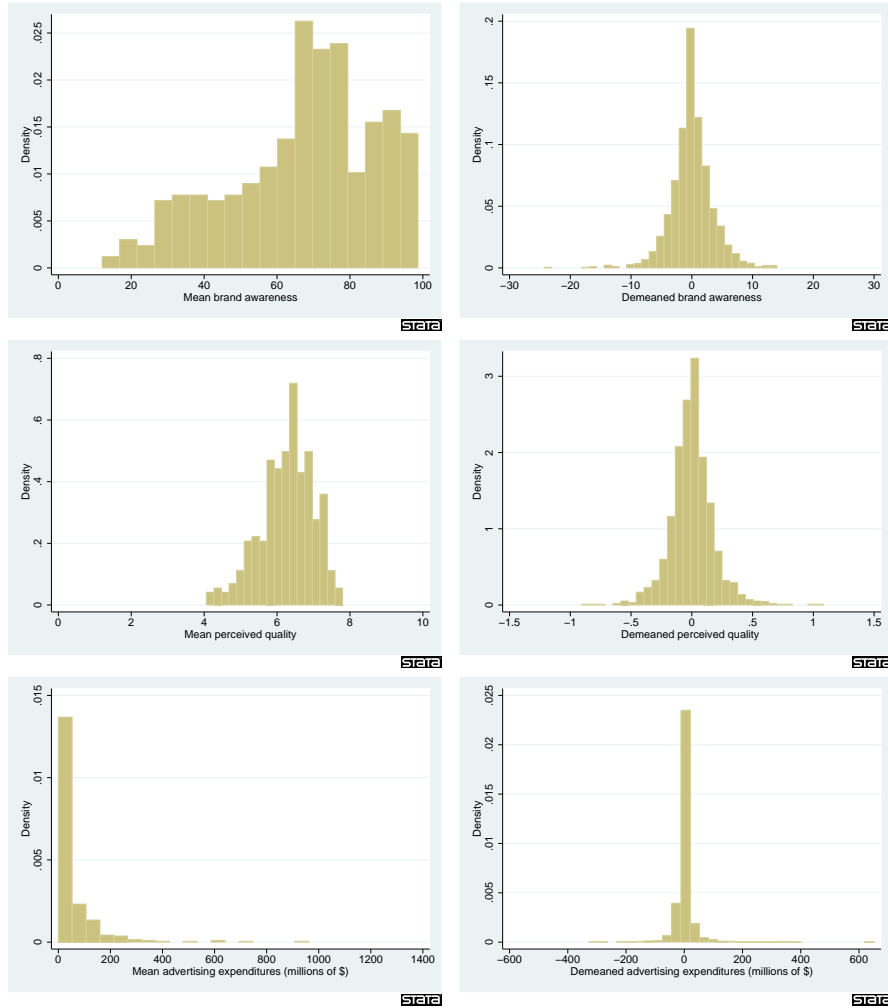 Density
0
.005
.01
.015
.02
.025
0 20 40 60 80 100
Mean brand awareness
STATA
Density
0
.05
.1
.15
.2
−30 −20 −10 0 10 20 30
Demeaned brand awareness
STATA
Density
0
.2
.4
.6
.8
0 2 4 6 8 10
Mean perceived quality
STATA
Density
0
1
2
3
−1.5 −1 −.5 0 .5 1 1.5
Demeaned perceived quality
STATA
Density
0
.005
.01
.015
0 200 400 600 800 1000 1200 1400
Mean advertising expenditures (millions of $)
STATA
Density
0
.005
.01
.015
.02
.025
−600 −400 −200 0 200 400 600
Demeaned advertising expenditures (millions of $)
STATA